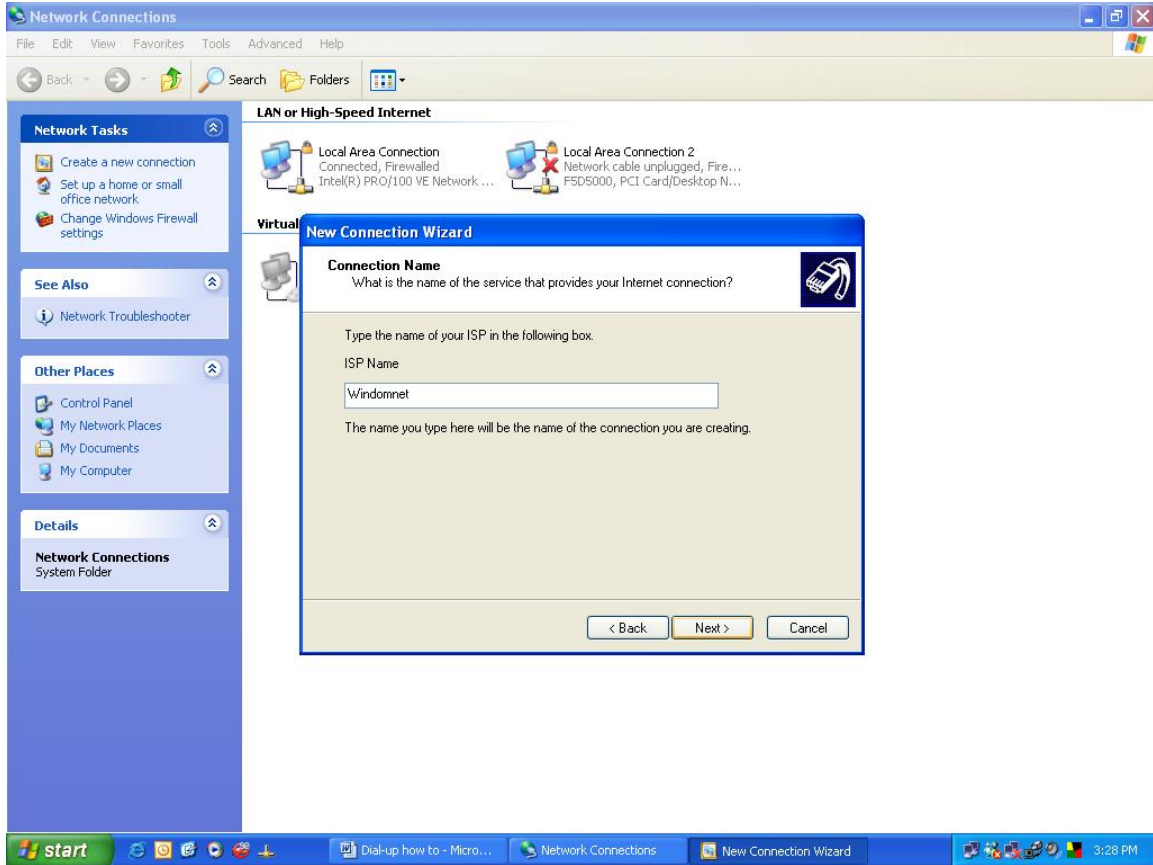 Network Connections
File Edit View Favorites Tools Advanced Help
Back Search Folders
Network Tasks
Create a new connection
Set up a home or small
office network
Change Windows Firewall
settings
See Also
Network Troubleshooter
Other Places
Control Panel
My Network Places
My Documents
My Computer
Details
Network Connections
System Folder
LAN or High-Speed Internet
Local Area Connection
Connected, Firewalled
Intel(R) PRO/100 VE Network ...
Local Area Connection 2
Network cable unplugged, Fire...
F5D5000, PCI Card/Desktop N...
Virtual
New Connection Wizard
Connection Name
What is the name of the service that provides your Internet connection?
Type the name of your ISP in the following box.
ISP Name
Windomnet
The name you type here will be the name of the connection you are creating.
< Back Next > Cancel
start Dial-up how to - Micro... Network Connections New Connection Wizard 3:28 PM